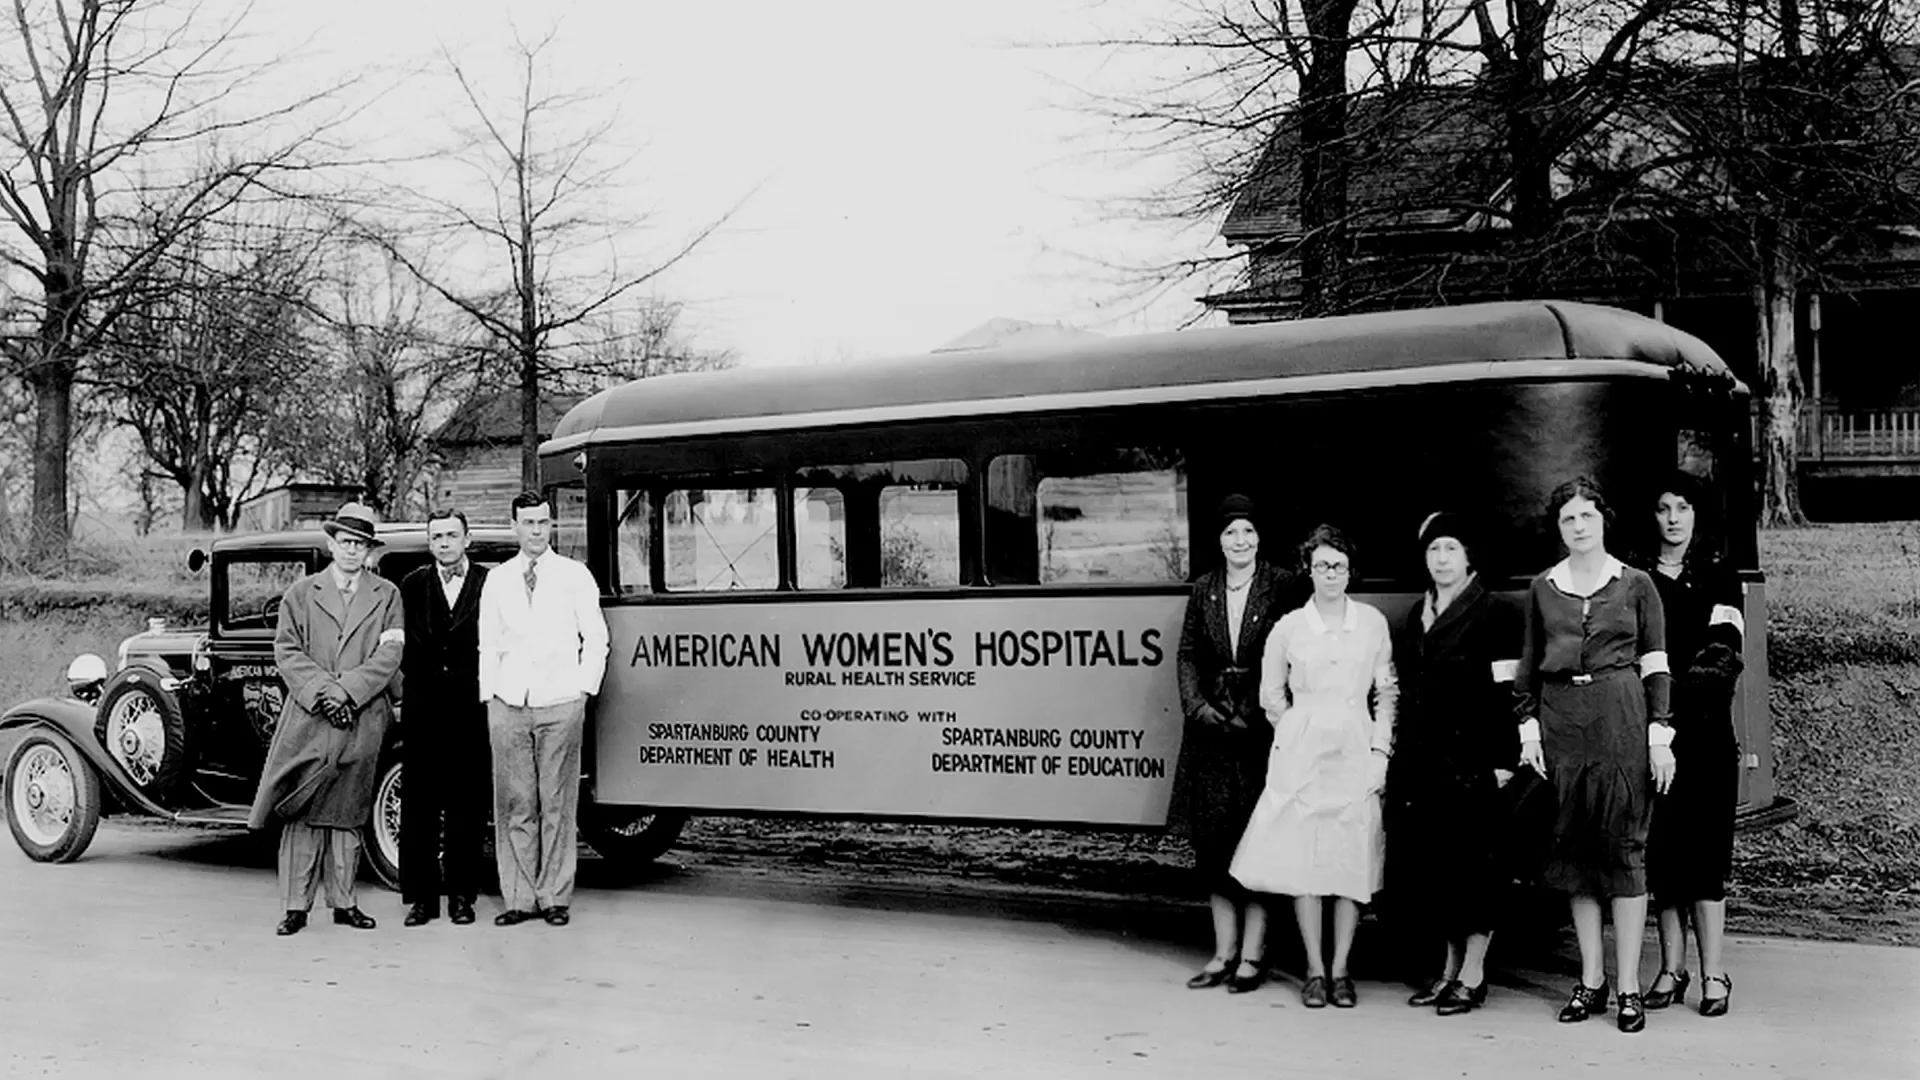 AMERICAN WOMEN'S HOSPITALS
RURAL HEALTH SERVICE
CO-OPERATING WITH
SPARTANBURG COUNTY
DEPARTMENT OF HEALTH
SPARTANBURG COUNTY
DEPARTMENT OF EDUCATION
AMERICAN